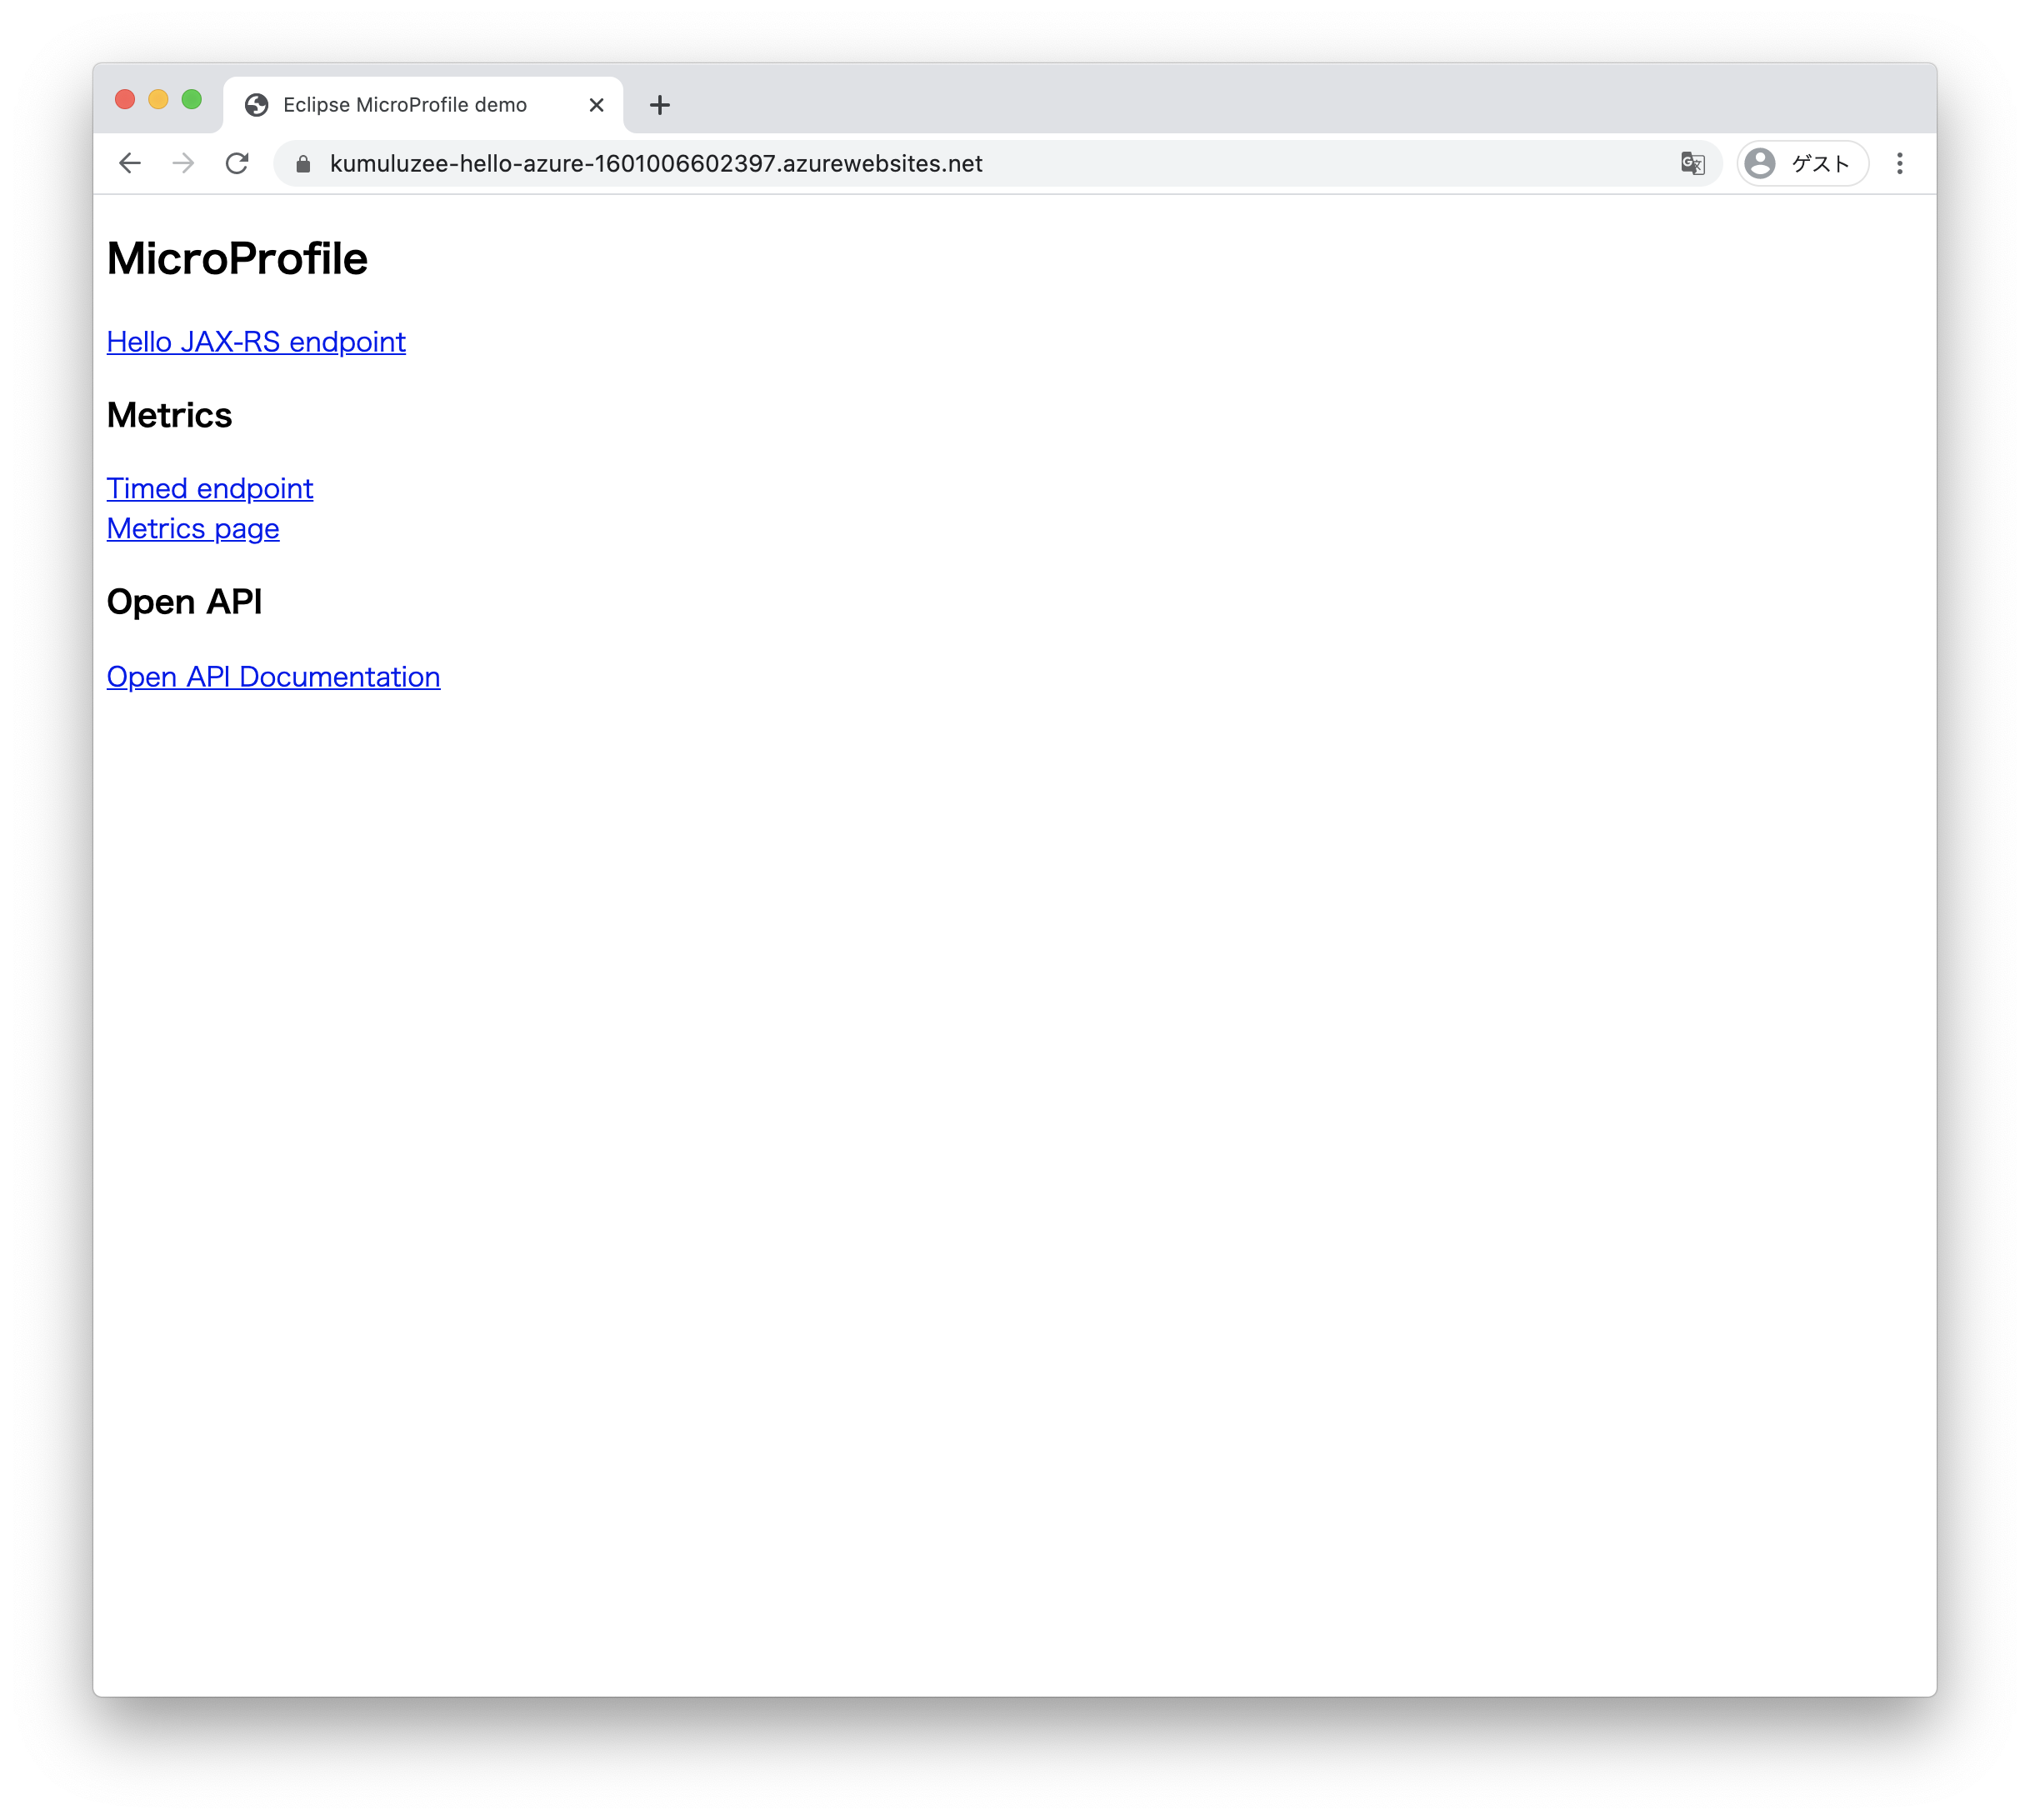 Eclipse MicroProfile demo
kumuluzee-hello-azure-1601006602397.azurewebsites.net
ゲスト
MicroProfile
Hello JAX-RS endpoint
Metrics
Timed endpoint
Metrics page
Open API
Open API Documentation